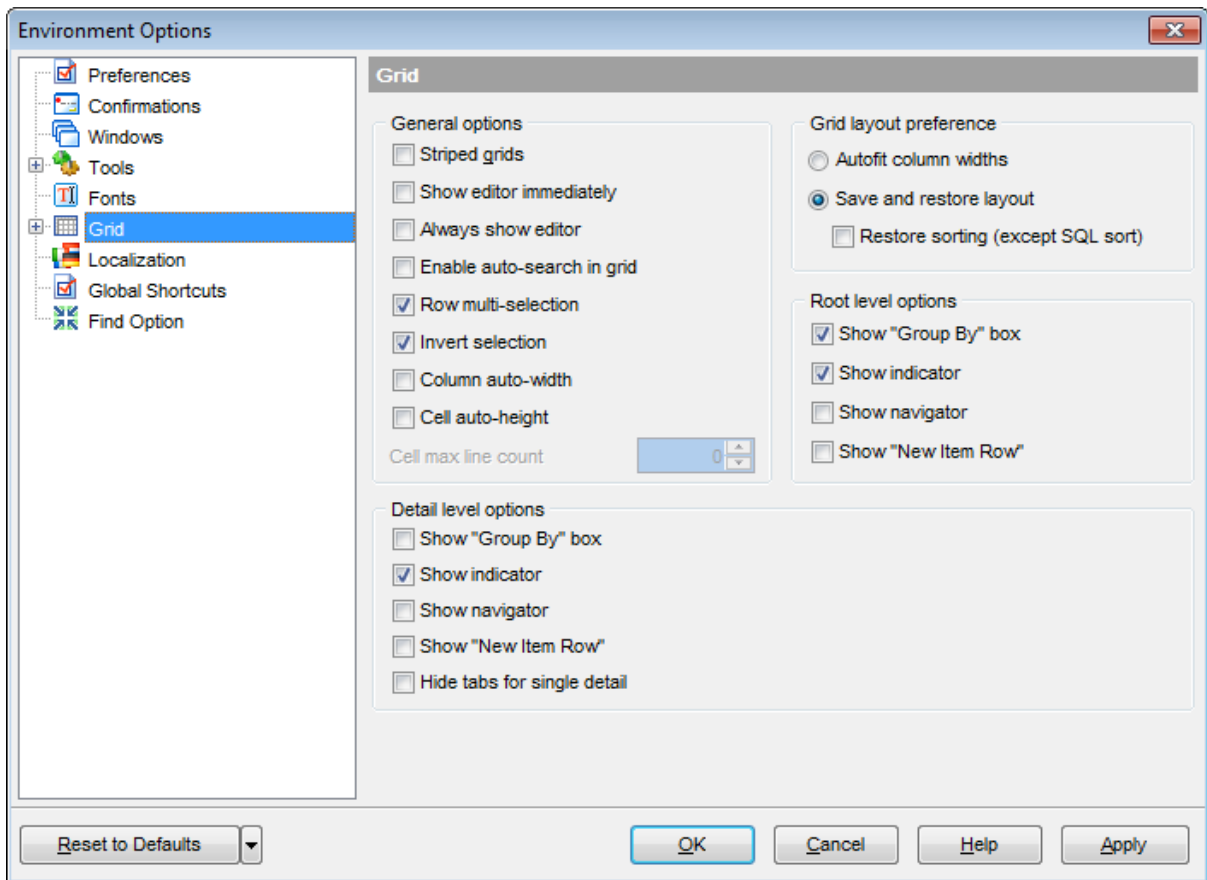 Environment Options
Preferences
Confirmations
Windows
Tools
Fonts
Grid
Localization
Global Shortcuts
Find Option
Grid
General options
Striped grids
Show editor immediately
Always show editor
Enable auto-search in grid
Row multi-selection
Invert selection
Column auto-width
Cell auto-height
Cell max line count 0
Grid layout preference
Autofit column widths
Save and restore layout
Restore sorting (except SQL sort)
Root level options
Show "Group By" box
Show indicator
Show navigator
Show "New Item Row"
Detail level options
Show "Group By" box
Show indicator
Show navigator
Show "New Item Row"
Hide tabs for single detail
Reset to Defaults OK Cancel Help Apply